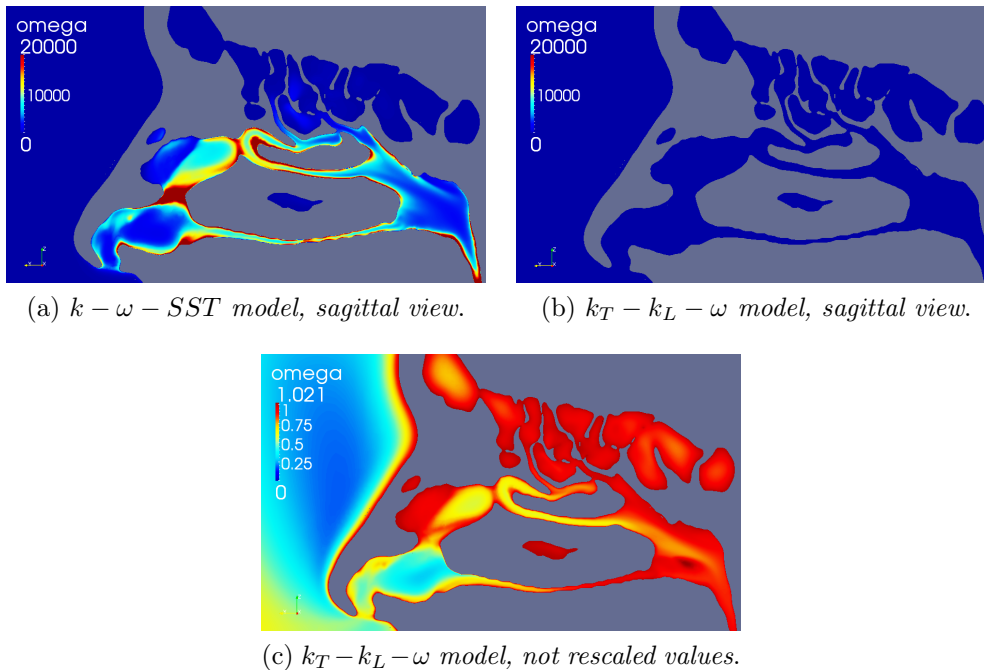 omega
20000
10000
0
omega
20000
10000
0
(a) k − ω − SST model, sagittal view.
(b) k_T − k_L − ω model, sagittal view.
omega
1.021
1
0.75
0.5
0.25
0
(c) k_T − k_L − ω model, not rescaled values.